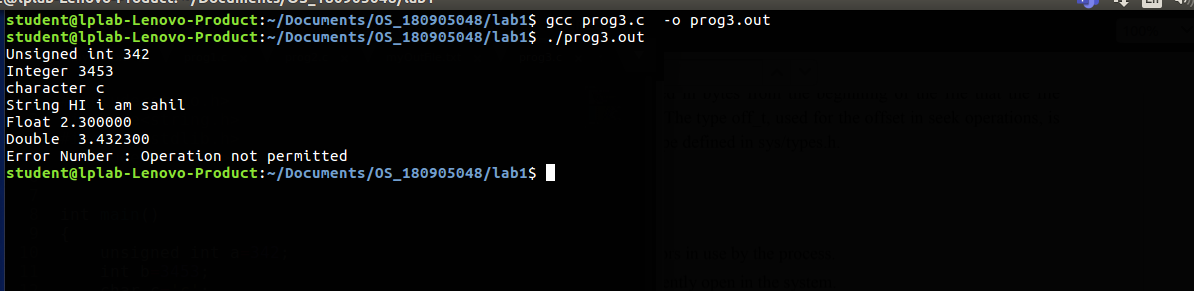 student@lplab-Lenovo-Product:~/Documents/OS_180905048/lab1$ gcc prog3.c  -o prog3.out
student@lplab-Lenovo-Product:~/Documents/OS_180905048/lab1$ ./prog3.out
Unsigned int 342
Integer 3453
character c
String HI i am sahil
Float 2.300000
Double  3.432300
Error Number : Operation not permitted
student@lplab-Lenovo-Product:~/Documents/OS_180905048/lab1$